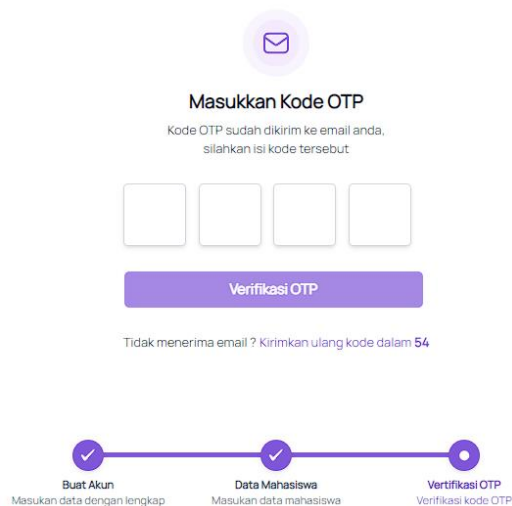 Masukkan Kode OTP
Kode OTP sudah dikirim ke email anda,
silahkan isi kode tersebut
Verifikasi OTP
Tidak menerima email ? Kirimkan ulang kode dalam 54
Buat Akun
Masukan data dengan lengkap
Data Mahasiswa
Masukan data mahasiswa
Vertifikasi OTP
Verifikasi kode OTP